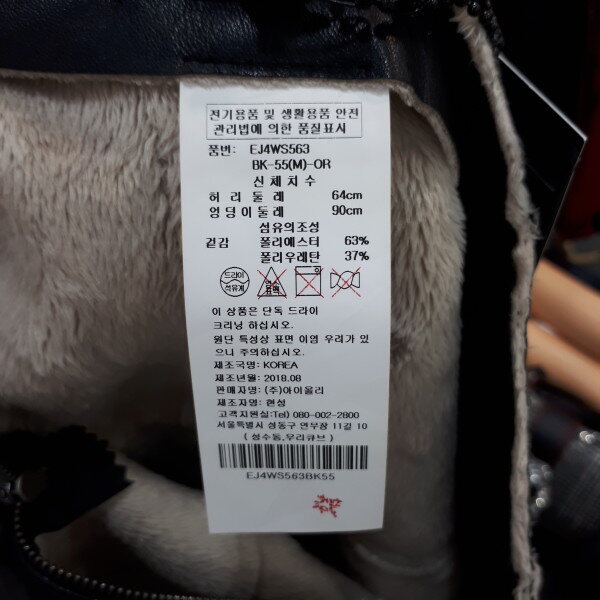 전기용품 및 생활용품 안전
관리법에 의한 품질표시
품번: EJ4WS563
BK-55(M)-OR
신체치수
허리둘레 64cm
엉덩이둘레 90cm
섬유의조성
겉감 폴리에스터 63%
폴리우레탄 37%
드라이
석유계
염소
표백
이 상품은 단독 드라이
크리닝 하십시오.
원단 특성상 표면 이염 우려가 있
으니 주의하십시오.
제조국명: KOREA
제조년월: 2018.08
판매자명: (주)아이올리
제조자명: 현성
고객지원실:Tel) 080-002-2800
서울특별시 성동구 연무장 11길 10
( 성수동,우리큐브 )
EJ4WS563BK55